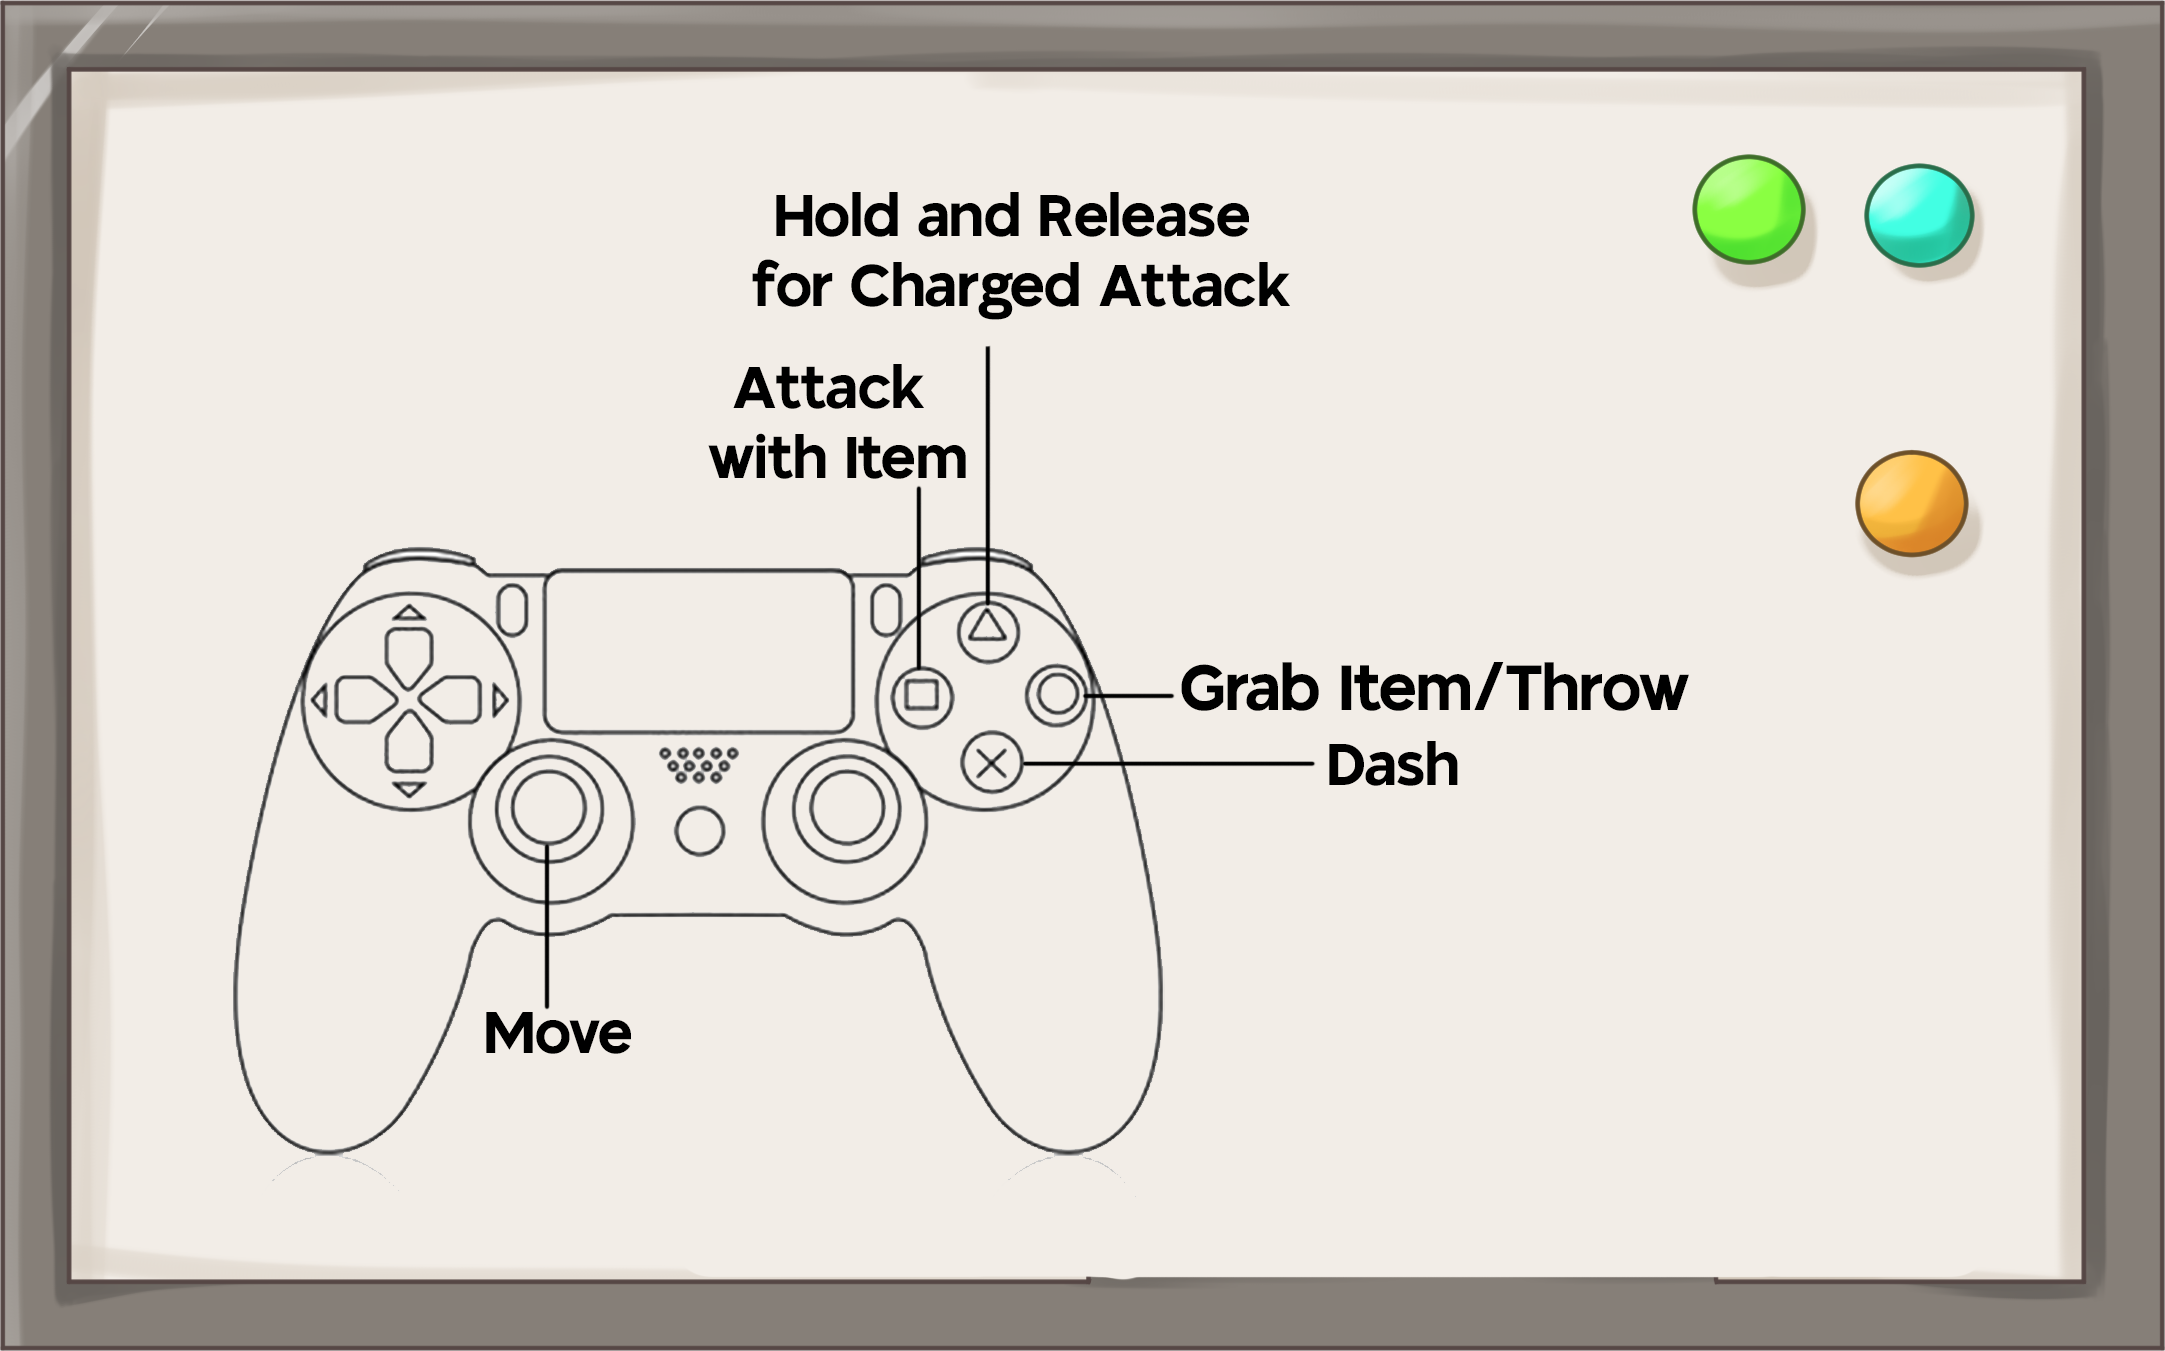 Hold and Release
for Charged Attack
Attack
with Item
Grab Item/Throw
Dash
Move